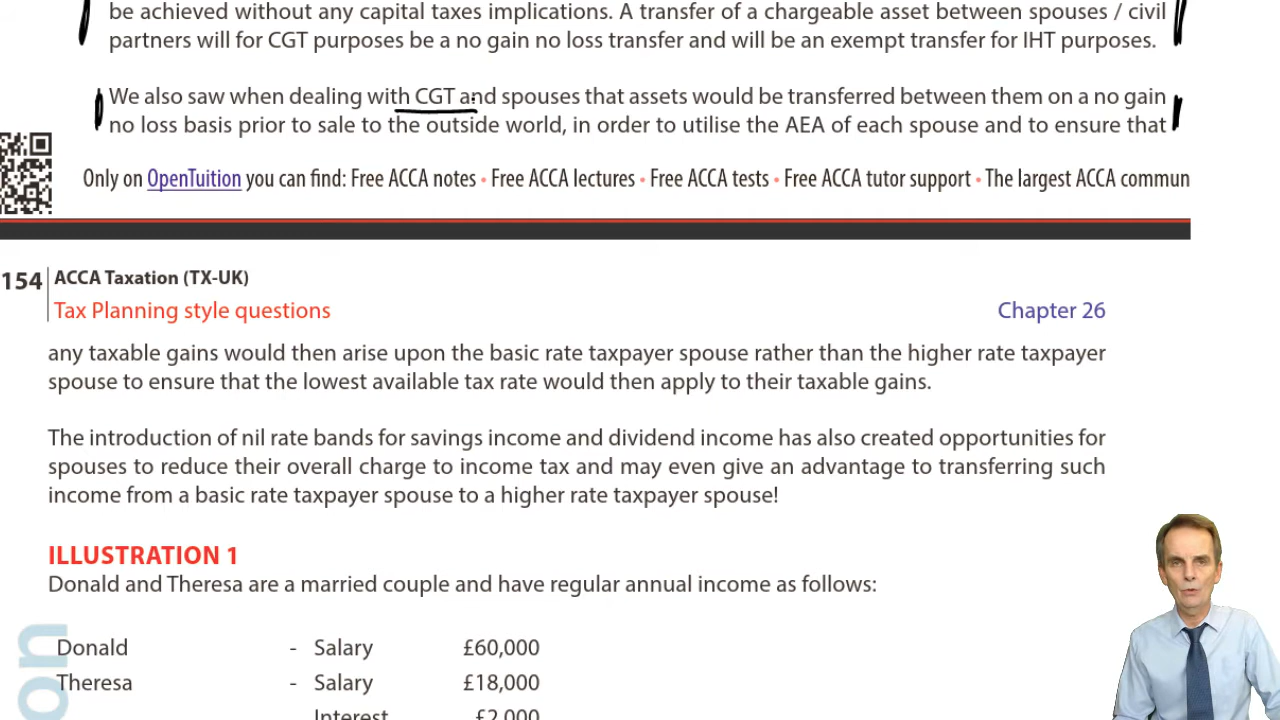 be achieved without any capital taxes implications. A transfer of a chargeable asset between spouses / civil
partners will for CGT purposes be a no gain no loss transfer and will be an exempt transfer for IHT purposes.
We also saw when dealing with CGT and spouses that assets would be transferred between them on a no gain
no loss basis prior to sale to the outside world, in order to utilise the AEA of each spouse and to ensure that
Only on OpenTuition you can find: Free ACCA notes • Free ACCA lectures • Free ACCA tests • Free ACCA tutor support • The largest ACCA commun
154 ACCA Taxation (TX-UK)
Tax Planning style questions Chapter 26
any taxable gains would then arise upon the basic rate taxpayer spouse rather than the higher rate taxpayer
spouse to ensure that the lowest available tax rate would then apply to their taxable gains.
The introduction of nil rate bands for savings income and dividend income has also created opportunities for
spouses to reduce their overall charge to income tax and may even give an advantage to transferring such
income from a basic rate taxpayer spouse to a higher rate taxpayer spouse!
ILLUSTRATION 1
Donald and Theresa are a married couple and have regular annual income as follows:
Donald - Salary £60,000
Theresa - Salary £18,000
Interest £2,000
on